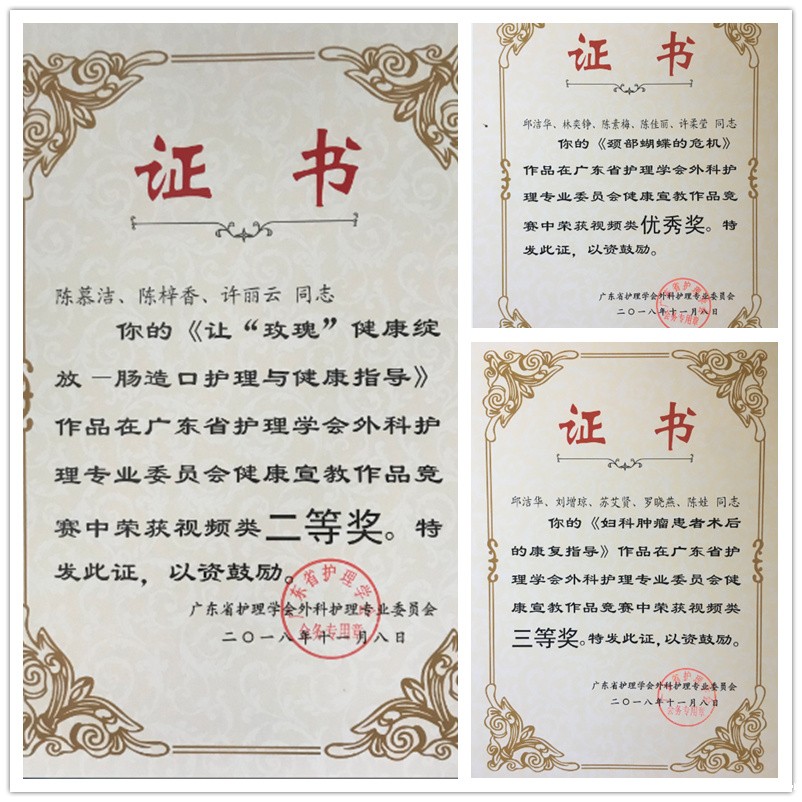 证 书
陈慕洁、陈梓香、许丽云 同志
你的《让“玫瑰”健康绽
放—肠造口护理与健康指导》
作品在广东省护理学会外科护
理专业委员会健康宣教作品竞
赛中荣获视频类二等奖。特
发此证，以资鼓励。
广东省护理学会外科护理专业委员会
二〇一八年十一月八日
公务专用章
证 书
邱洁华、林奕铮、陈素梅、陈佳丽、许柔莹 同志
你的《颈部蝴蝶的危机》
作品在广东省护理学会外科护
理专业委员会健康宣教作品竞
赛中荣获视频类优秀奖。特
发此证，以资鼓励。
广东省护理学会外科护理专业委员会
二〇一八年十一月八日
公务专用章
证 书
邱洁华、刘增琼、苏艾贤、罗晓燕、陈娃 同志
你的《妇科肿瘤患者术后
的康复指导》作品在广东省护
理学会外科护理专业委员会健
康宣教作品竞赛中荣获视频类
三等奖。特发此证，以资鼓励。
广东省护理学会外科护理专业委员会
二〇一八年十一月八日
公务专用章